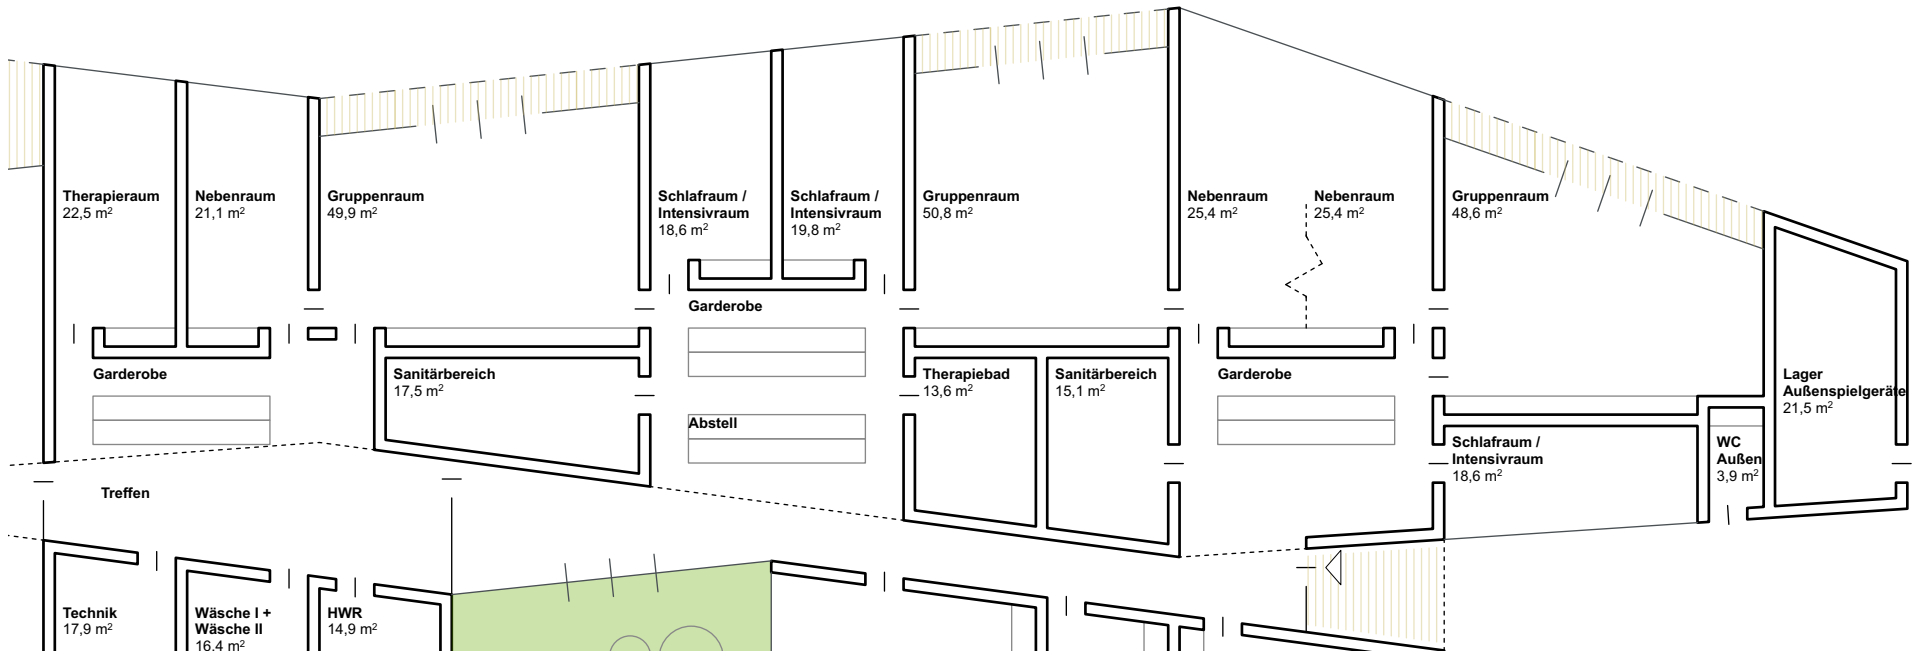 Therapieraum
22,5 m²
Nebenraum
21,1 m²
Gruppenraum
49,9 m²
Schlafraum /
Intensivraum
18,6 m²
Schlafraum /
Intensivraum
19,8 m²
Gruppenraum
50,8 m²
Nebenraum
25,4 m²
Nebenraum
25,4 m²
Gruppenraum
48,6 m²
Garderobe
Garderobe
Sanitärbereich
17,5 m²
Therapiebad
13,6 m²
Sanitärbereich
15,1 m²
Garderobe
Lager
Außenspielgeräte
21,5 m²
Abstell
Schlafraum /
Intensivraum
18,6 m²
WC
Außen
3,9 m²
Treffen
Technik
17,9 m²
Wäsche I +
Wäsche II
16,4 m²
HWR
14,9 m²